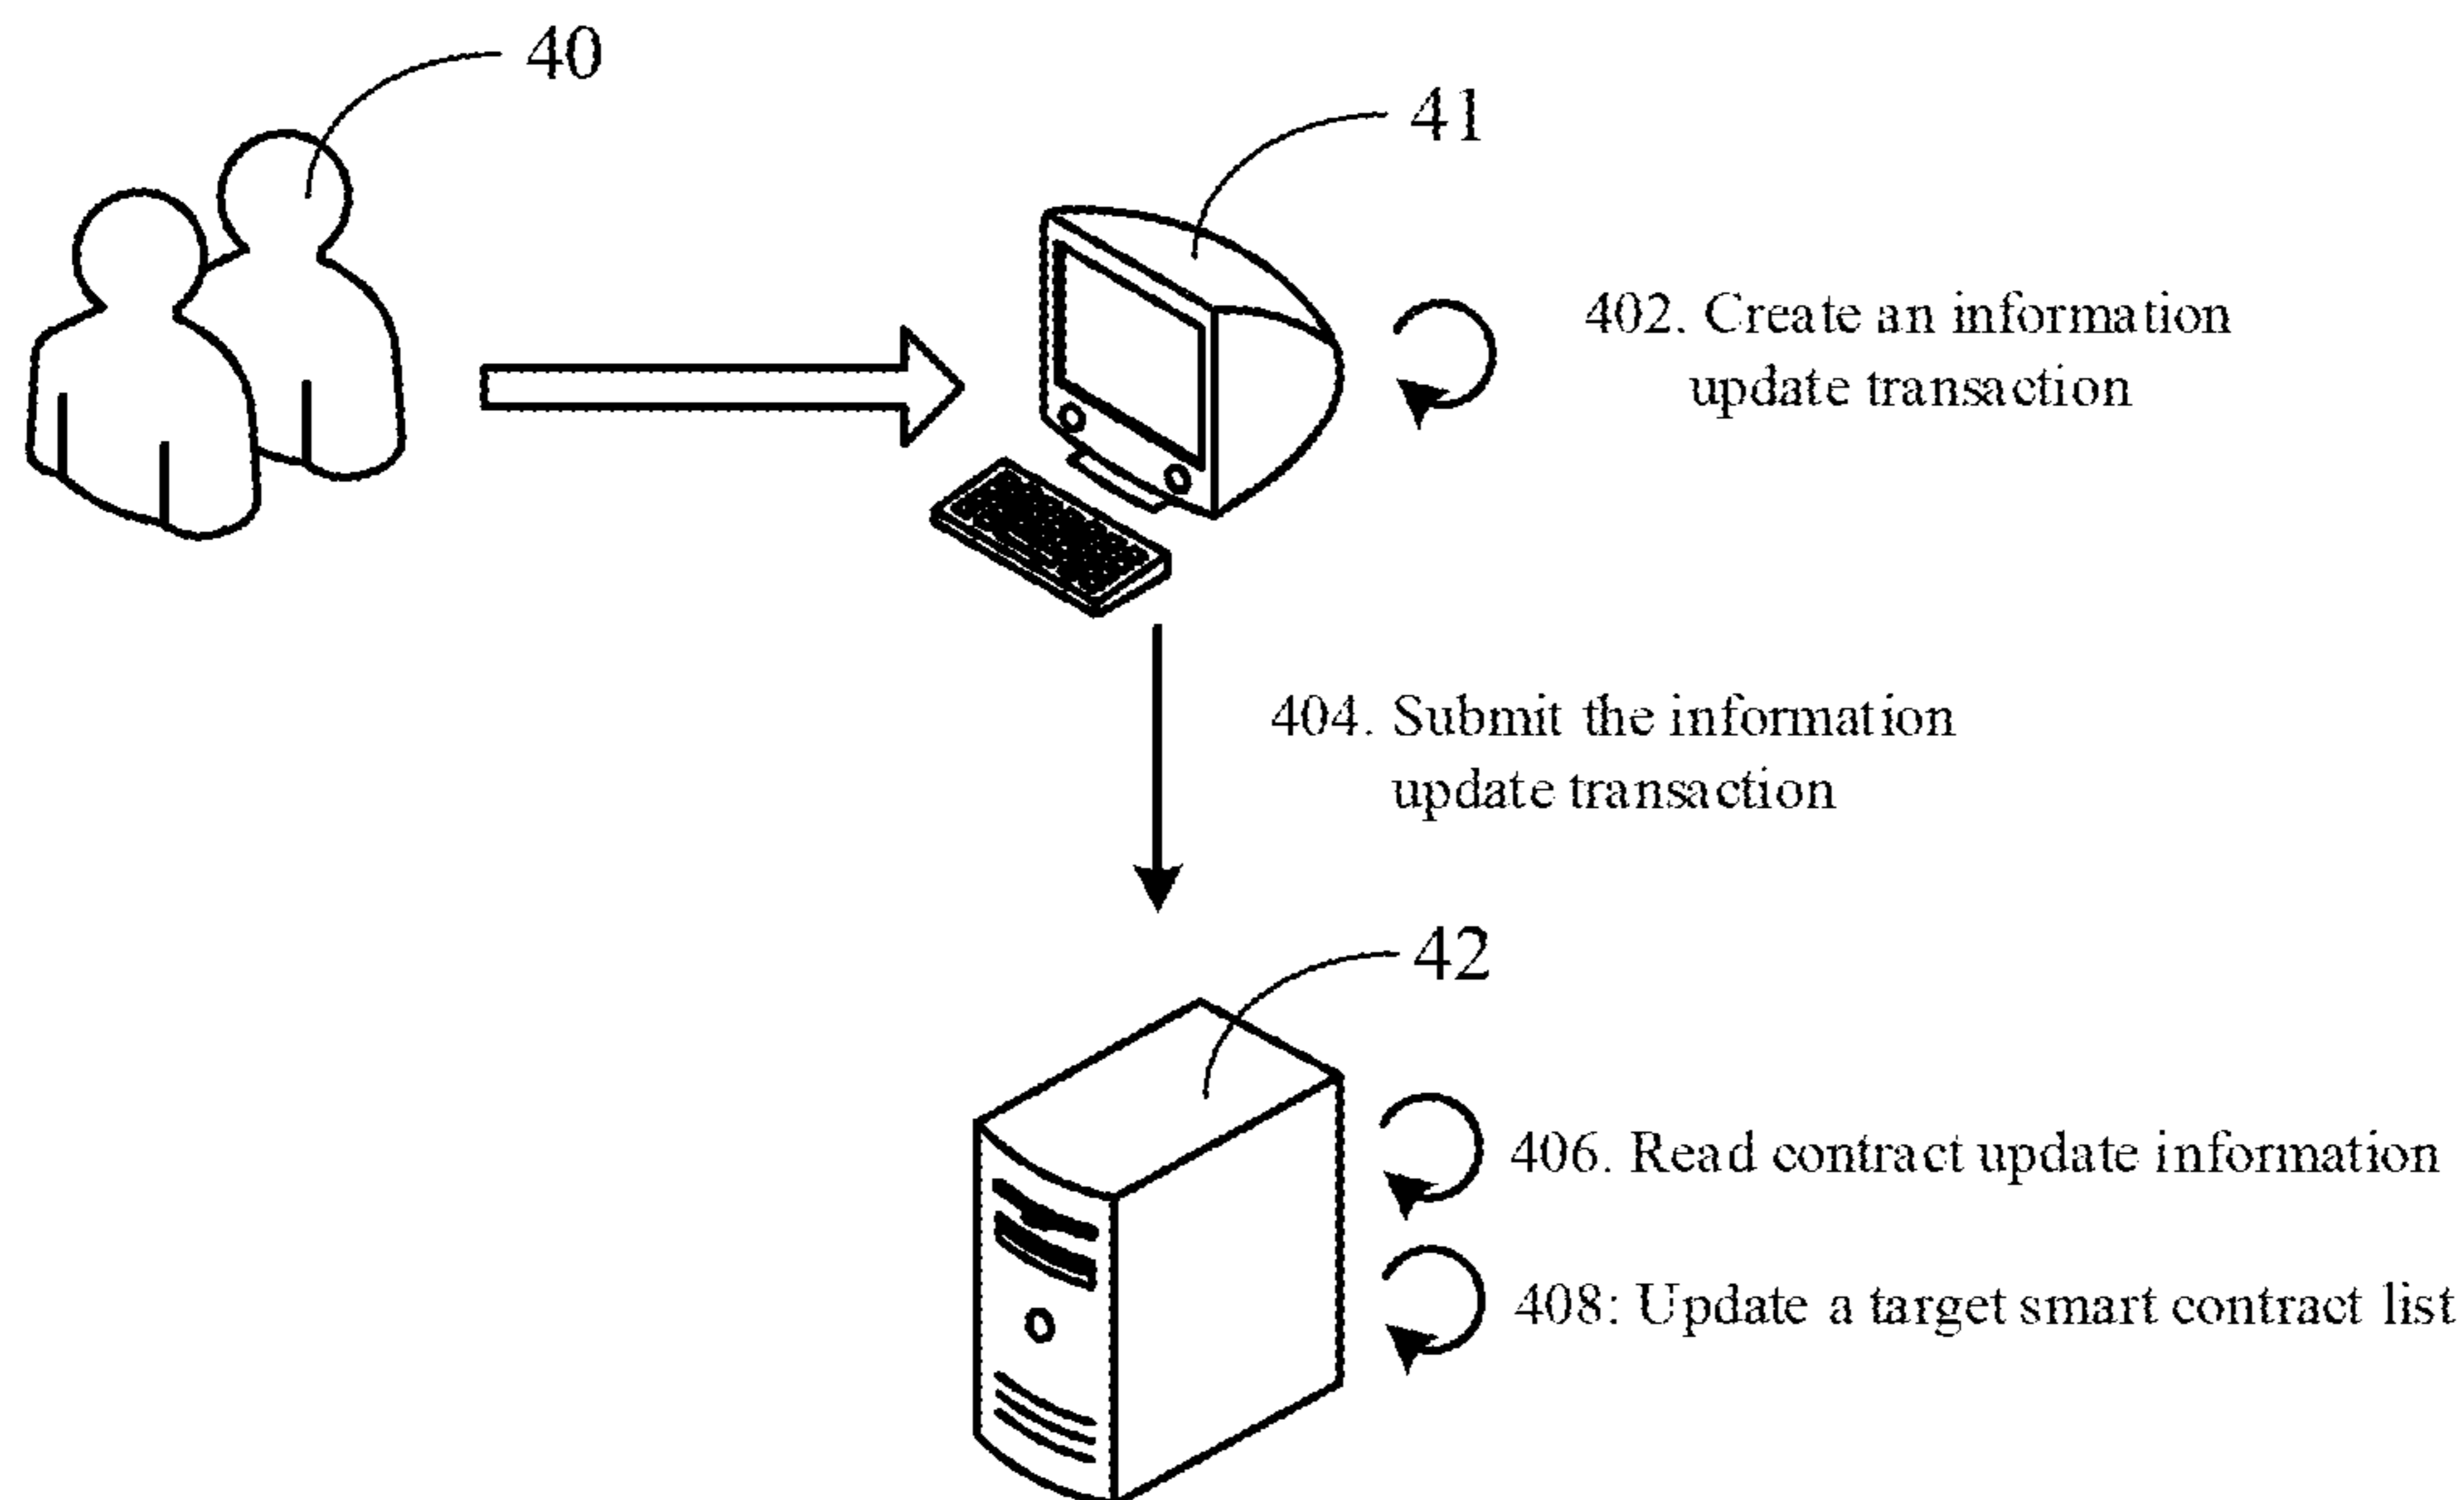 40
41
402. Create an information
update transaction
404. Submit the information
update transaction
42
406. Read contract update information
408: Update a target smart contract list